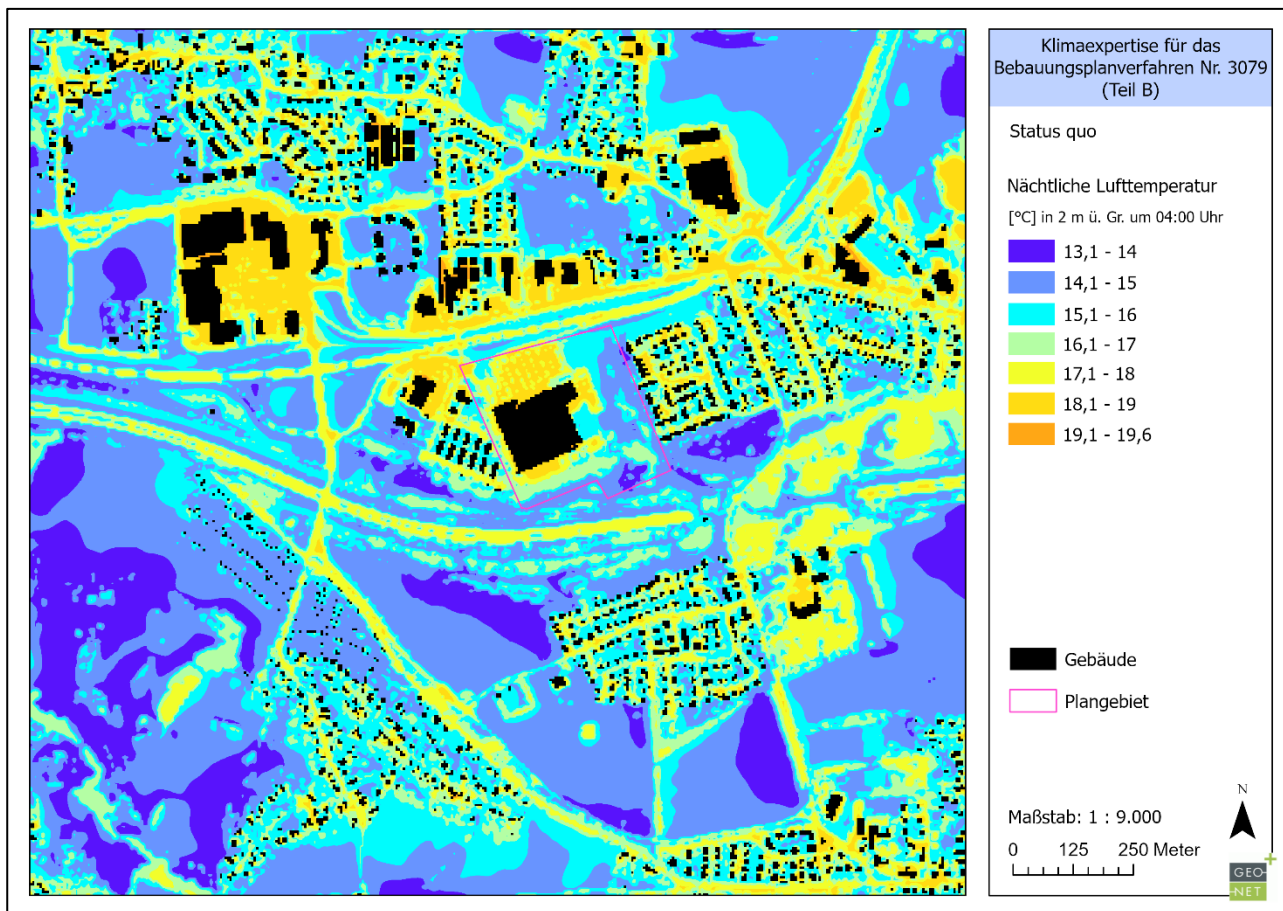 Klimaexpertise für das
Bebauungsplanverfahren Nr. 3079
(Teil B)
Status quo
Nächtliche Lufttemperatur
[°C] in 2 m ü. Gr. um 04:00 Uhr
13,1 - 14
14,1 - 15
15,1 - 16
16,1 - 17
17,1 - 18
18,1 - 19
19,1 - 19,6
Gebäude
Plangebiet
N
Maßstab: 1 : 9.000
0 125 250 Meter
GEO
NET